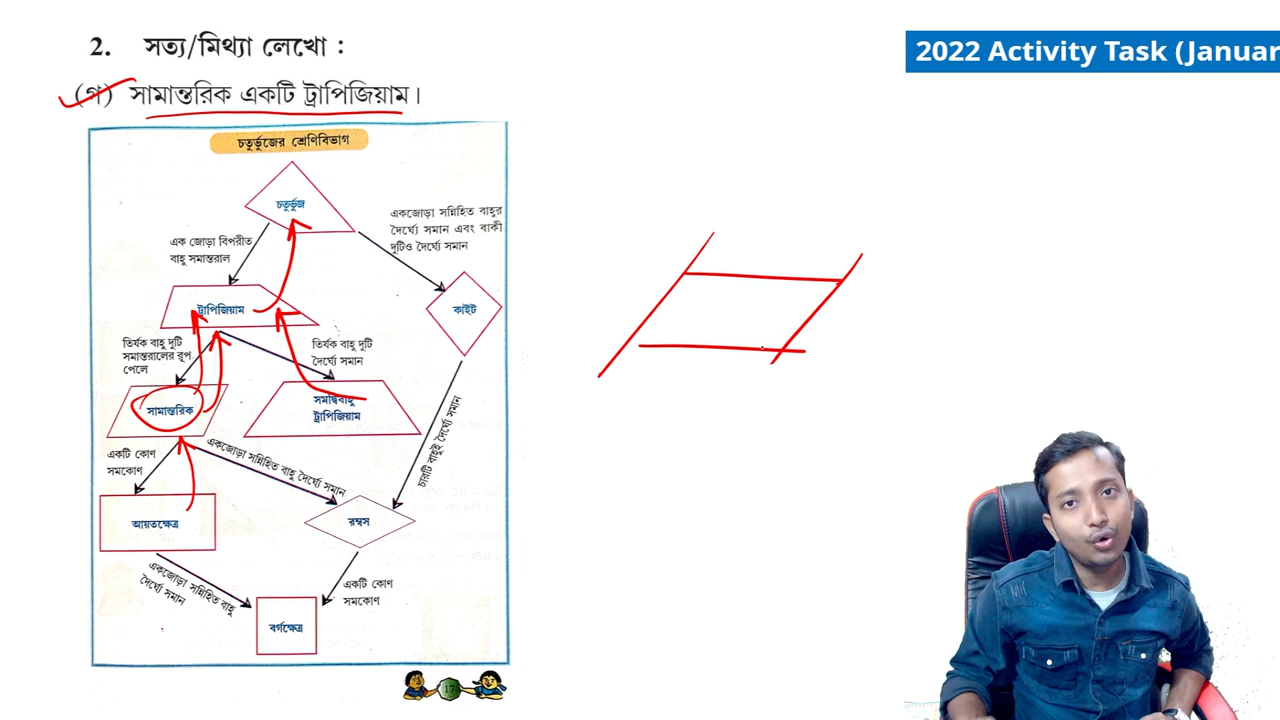 2. সত্য/মিথ্যা লেখো :
2022 Activity Task (Januar
(গ) সামান্তরিক একটি ট্রাপিজিয়াম।
চতুর্ভুজের শ্রেণিবিভাগ
চতুর্ভুজ
একজোড়া সন্নিহিত বাহুর
দৈর্ঘ্যে সমান এবং বাকী
দুটিও দৈর্ঘ্যে সমান
এক জোড়া বিপরীত
বাহু সমান্তরাল
ট্রাপিজিয়াম
কাইট
তির্যক বাহু দুটি
সমান্তরালের রূপ
পেলে
তির্যক বাহু দুটি
দৈর্ঘ্যে সমান
সামান্তরিক
সমদ্বিবাহু
ট্রাপিজিয়াম
চারটি বাহুই দৈর্ঘ্যে সমান
একটি কোণ
সমকোণ
একজোড়া সন্নিহিত বাহু দৈর্ঘ্যে সমান
আয়তক্ষেত্র
রম্বস
একজোড়া সন্নিহিত বাহু
দৈর্ঘ্যে সমান
একটি কোণ
সমকোণ
বর্গক্ষেত্র
17